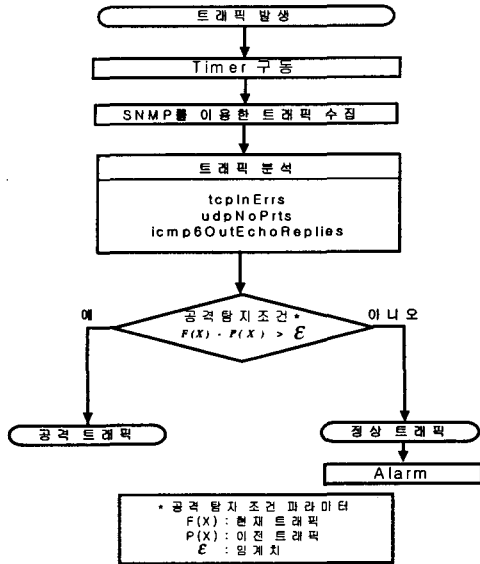 트래픽 발생
Timer 구동
SNMP를 이용한 트래픽 수집
트래픽 분석
tcpInErrs
udpNoPrts
icmp6OutEchoReplies
공격탐지조건 *
F(X) - P(X) > ε
예
아니오
공격 트래픽
정상 트래픽
Alarm
* 공격 탐지 조건 파라미터
F(X) : 현재 트래픽
P(X) : 이전 트래픽
ε : 임계치